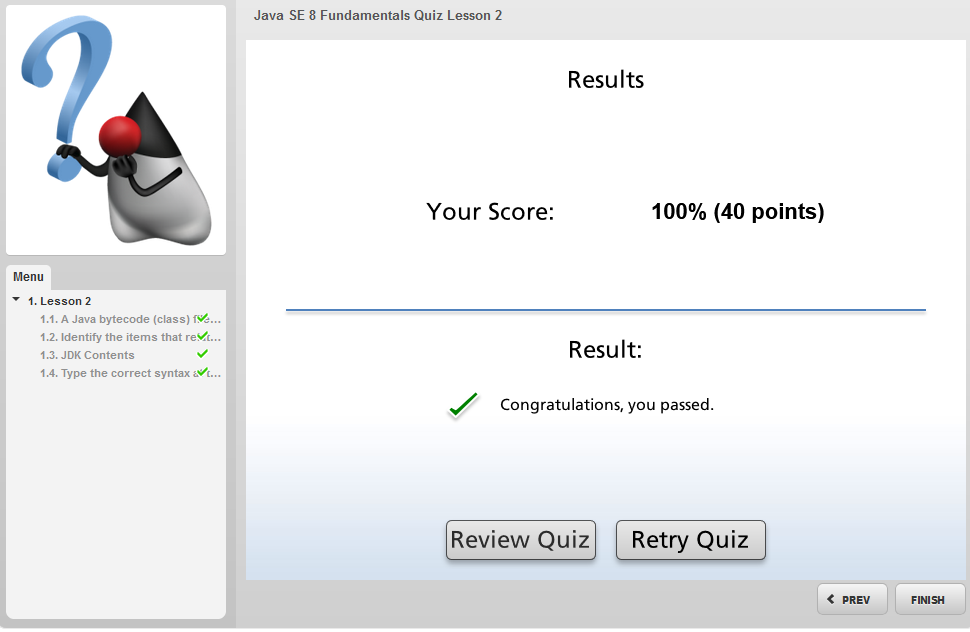 Java SE 8 Fundamentals Quiz Lesson 2
Results
Your Score: 100% (40 points)
Result:
Congratulations, you passed.
Review Quiz Retry Quiz
PREV FINISH
Menu
1. Lesson 2
1.1. A Java bytecode (class)
1.2. Identify the items that
1.3. JDK Contents
1.4. Type the correct syntax